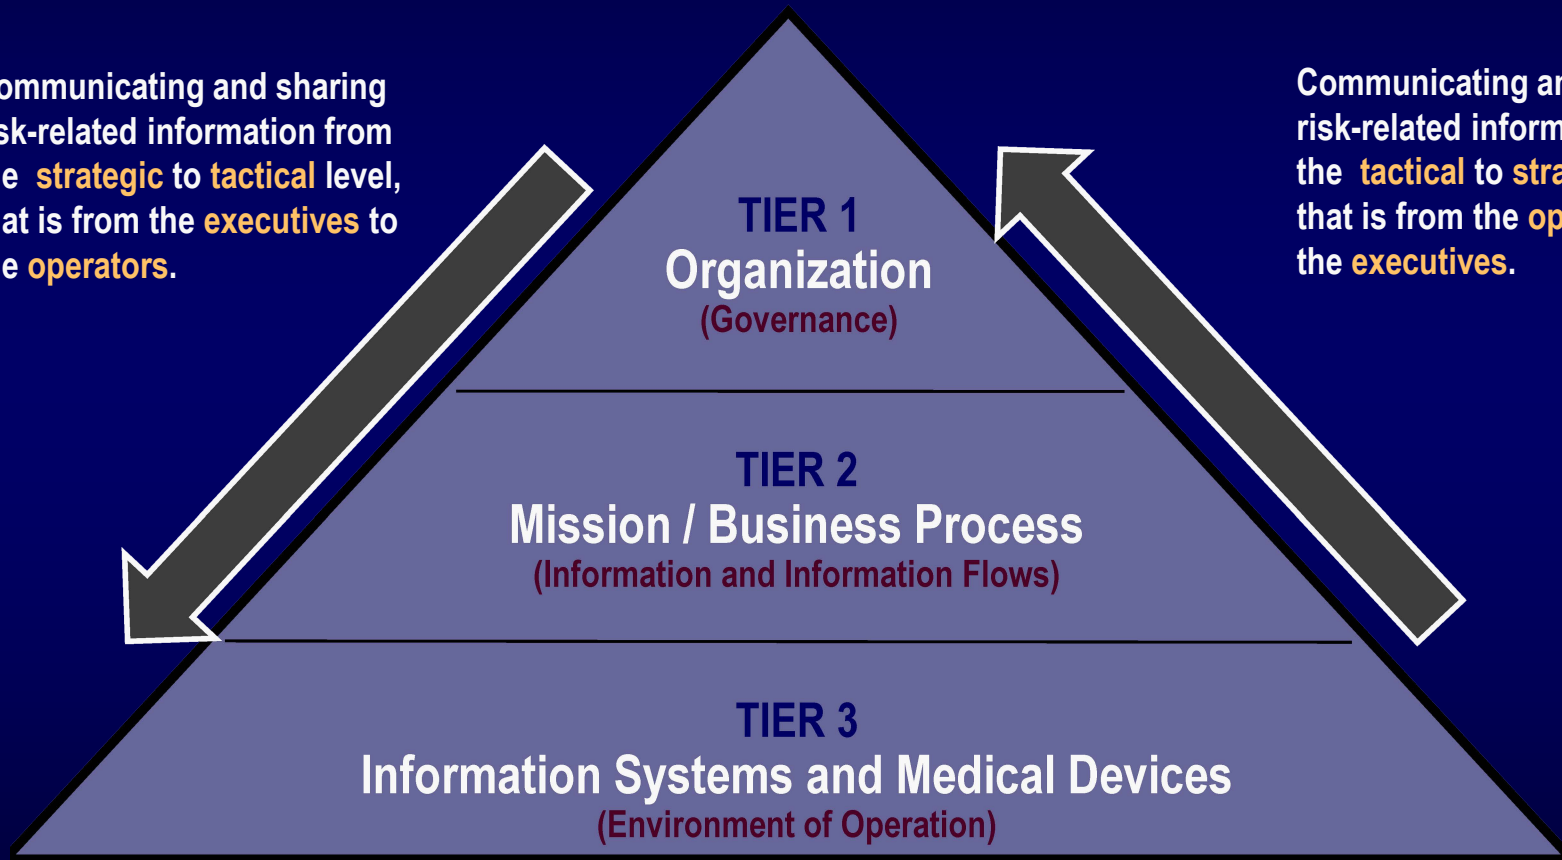 ommunicating and sharing
sk-related information from
e strategic to tactical level,
at is from the executives to
e operators.
Communicating an
risk-related inform
the tactical to stra
that is from the op
the executives.
TIER 1
Organization
(Governance)
TIER 2
Mission / Business Process
(Information and Information Flows)
TIER 3
Information Systems and Medical Devices
(Environment of Operation)